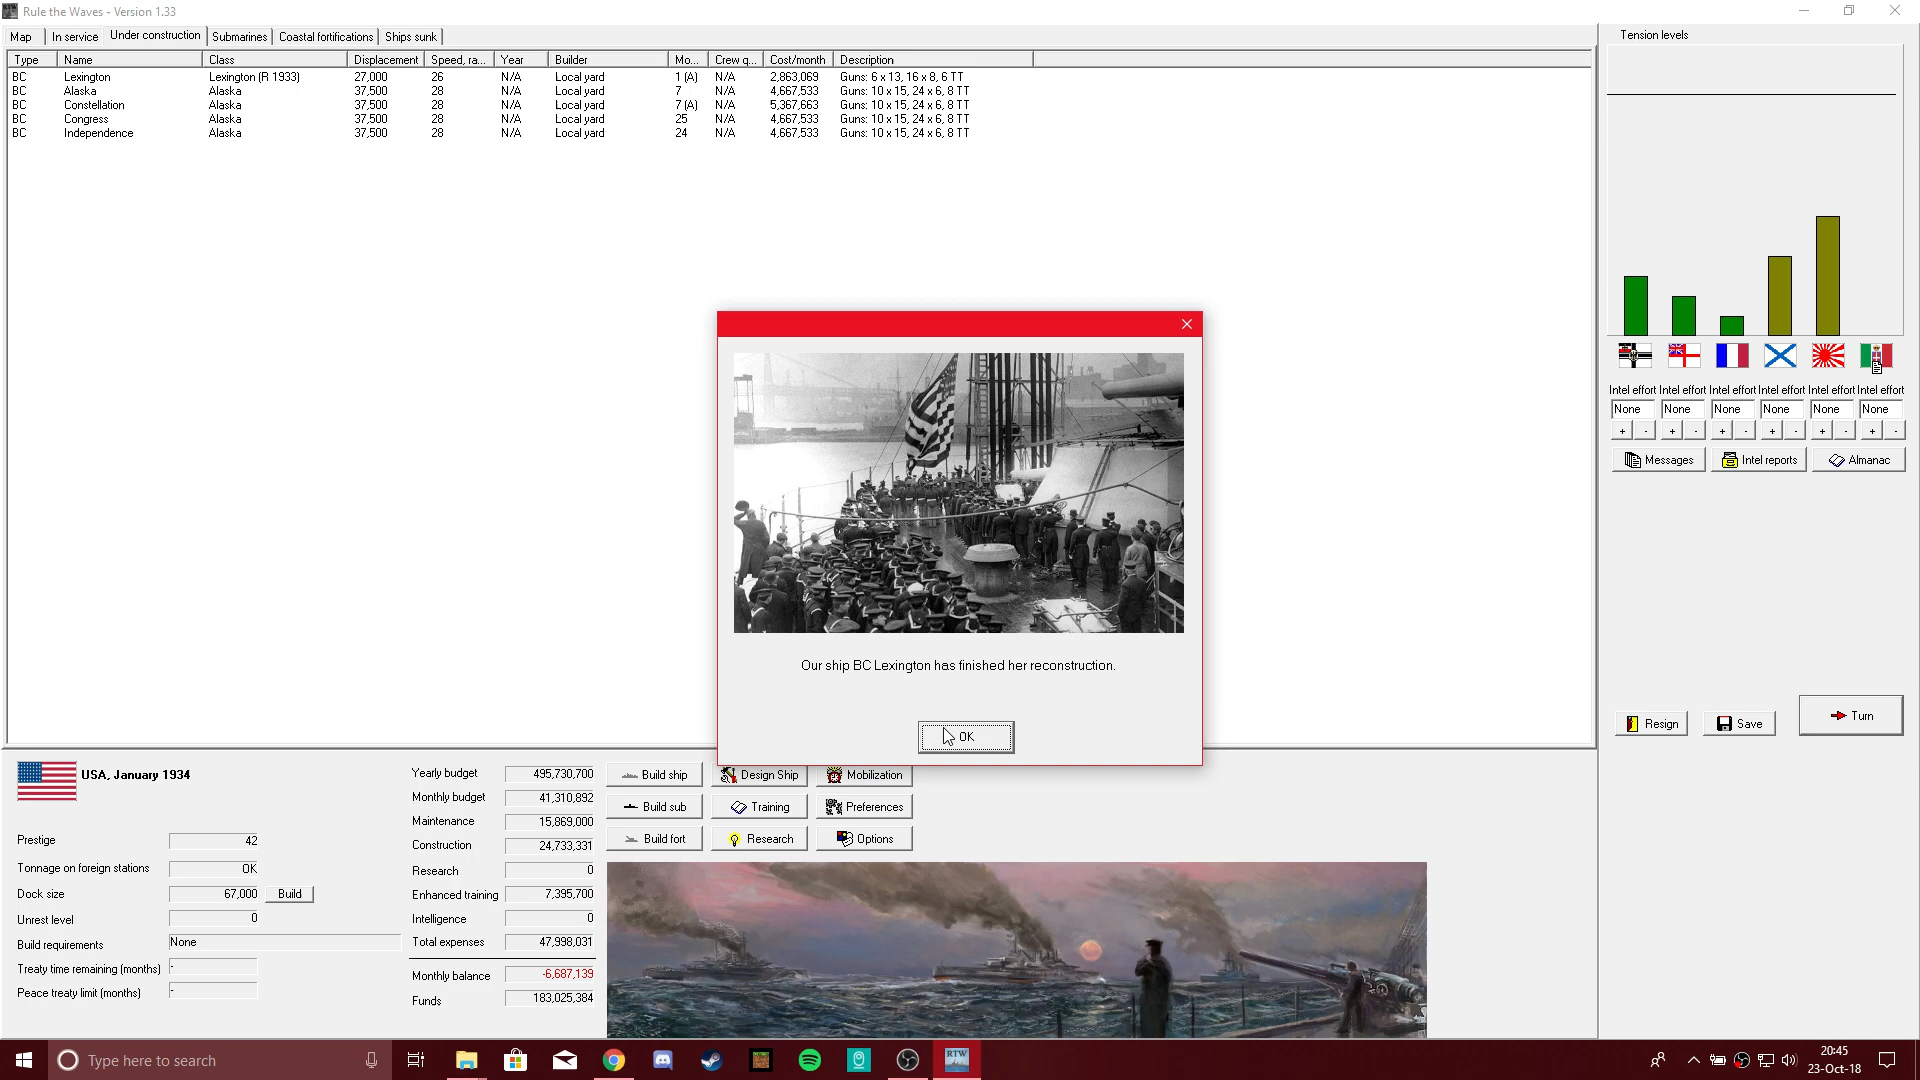 Rule the Waves - Version 1.33
Map In service Under construction Submarines Coastal fortifications Ships sunk
Type Name Class Displacement Speed, ra... Year Builder Mo... Crew q... Cost/month Description
BC Lexington Lexington (R 1933) 27,000 26 N/A Local yard 1 (A) N/A 2,863,069 Guns: 6 x 13, 16 x 8, 6 TT
BC Alaska Alaska 37,500 28 N/A Local yard 7 N/A 4,667,533 Guns: 10 x 15, 24 x 6, 8 TT
BC Constellation Alaska 37,500 28 N/A Local yard 7 (A) N/A 5,367,663 Guns: 10 x 15, 24 x 6, 8 TT
BC Congress Alaska 37,500 28 N/A Local yard 25 N/A 4,667,533 Guns: 10 x 15, 24 x 6, 8 TT
BC Independence Alaska 37,500 28 N/A Local yard 24 N/A 4,667,533 Guns: 10 x 15, 24 x 6, 8 TT
Our ship BC Lexington has finished her reconstruction.
OK
Tension levels
Intel effort Intel effort Intel effort Intel effort Intel effort Intel effort
None None None None None None
+ - + - + - + - + - + -
Messages Intel reports Almanac
Resign Save Turn
USA, January 1934
Prestige 42
Tonnage on foreign stations OK
Dock size 67,000 Build
Unrest level 0
Build requirements None
Treaty time remaining (months) -
Peace treaty limit (months) -
Yearly budget 495,730,700
Monthly budget 41,310,892
Maintenance 15,869,000
Construction 24,733,331
Research 0
Enhanced training 7,395,700
Intelligence 0
Total expenses 47,998,031
Monthly balance -6,687,139
Funds 183,025,384
Build ship Design Ship Mobilization
Build sub Training Preferences
Build fort Research Options
Type here to search
RTW
20:45
23-Oct-18